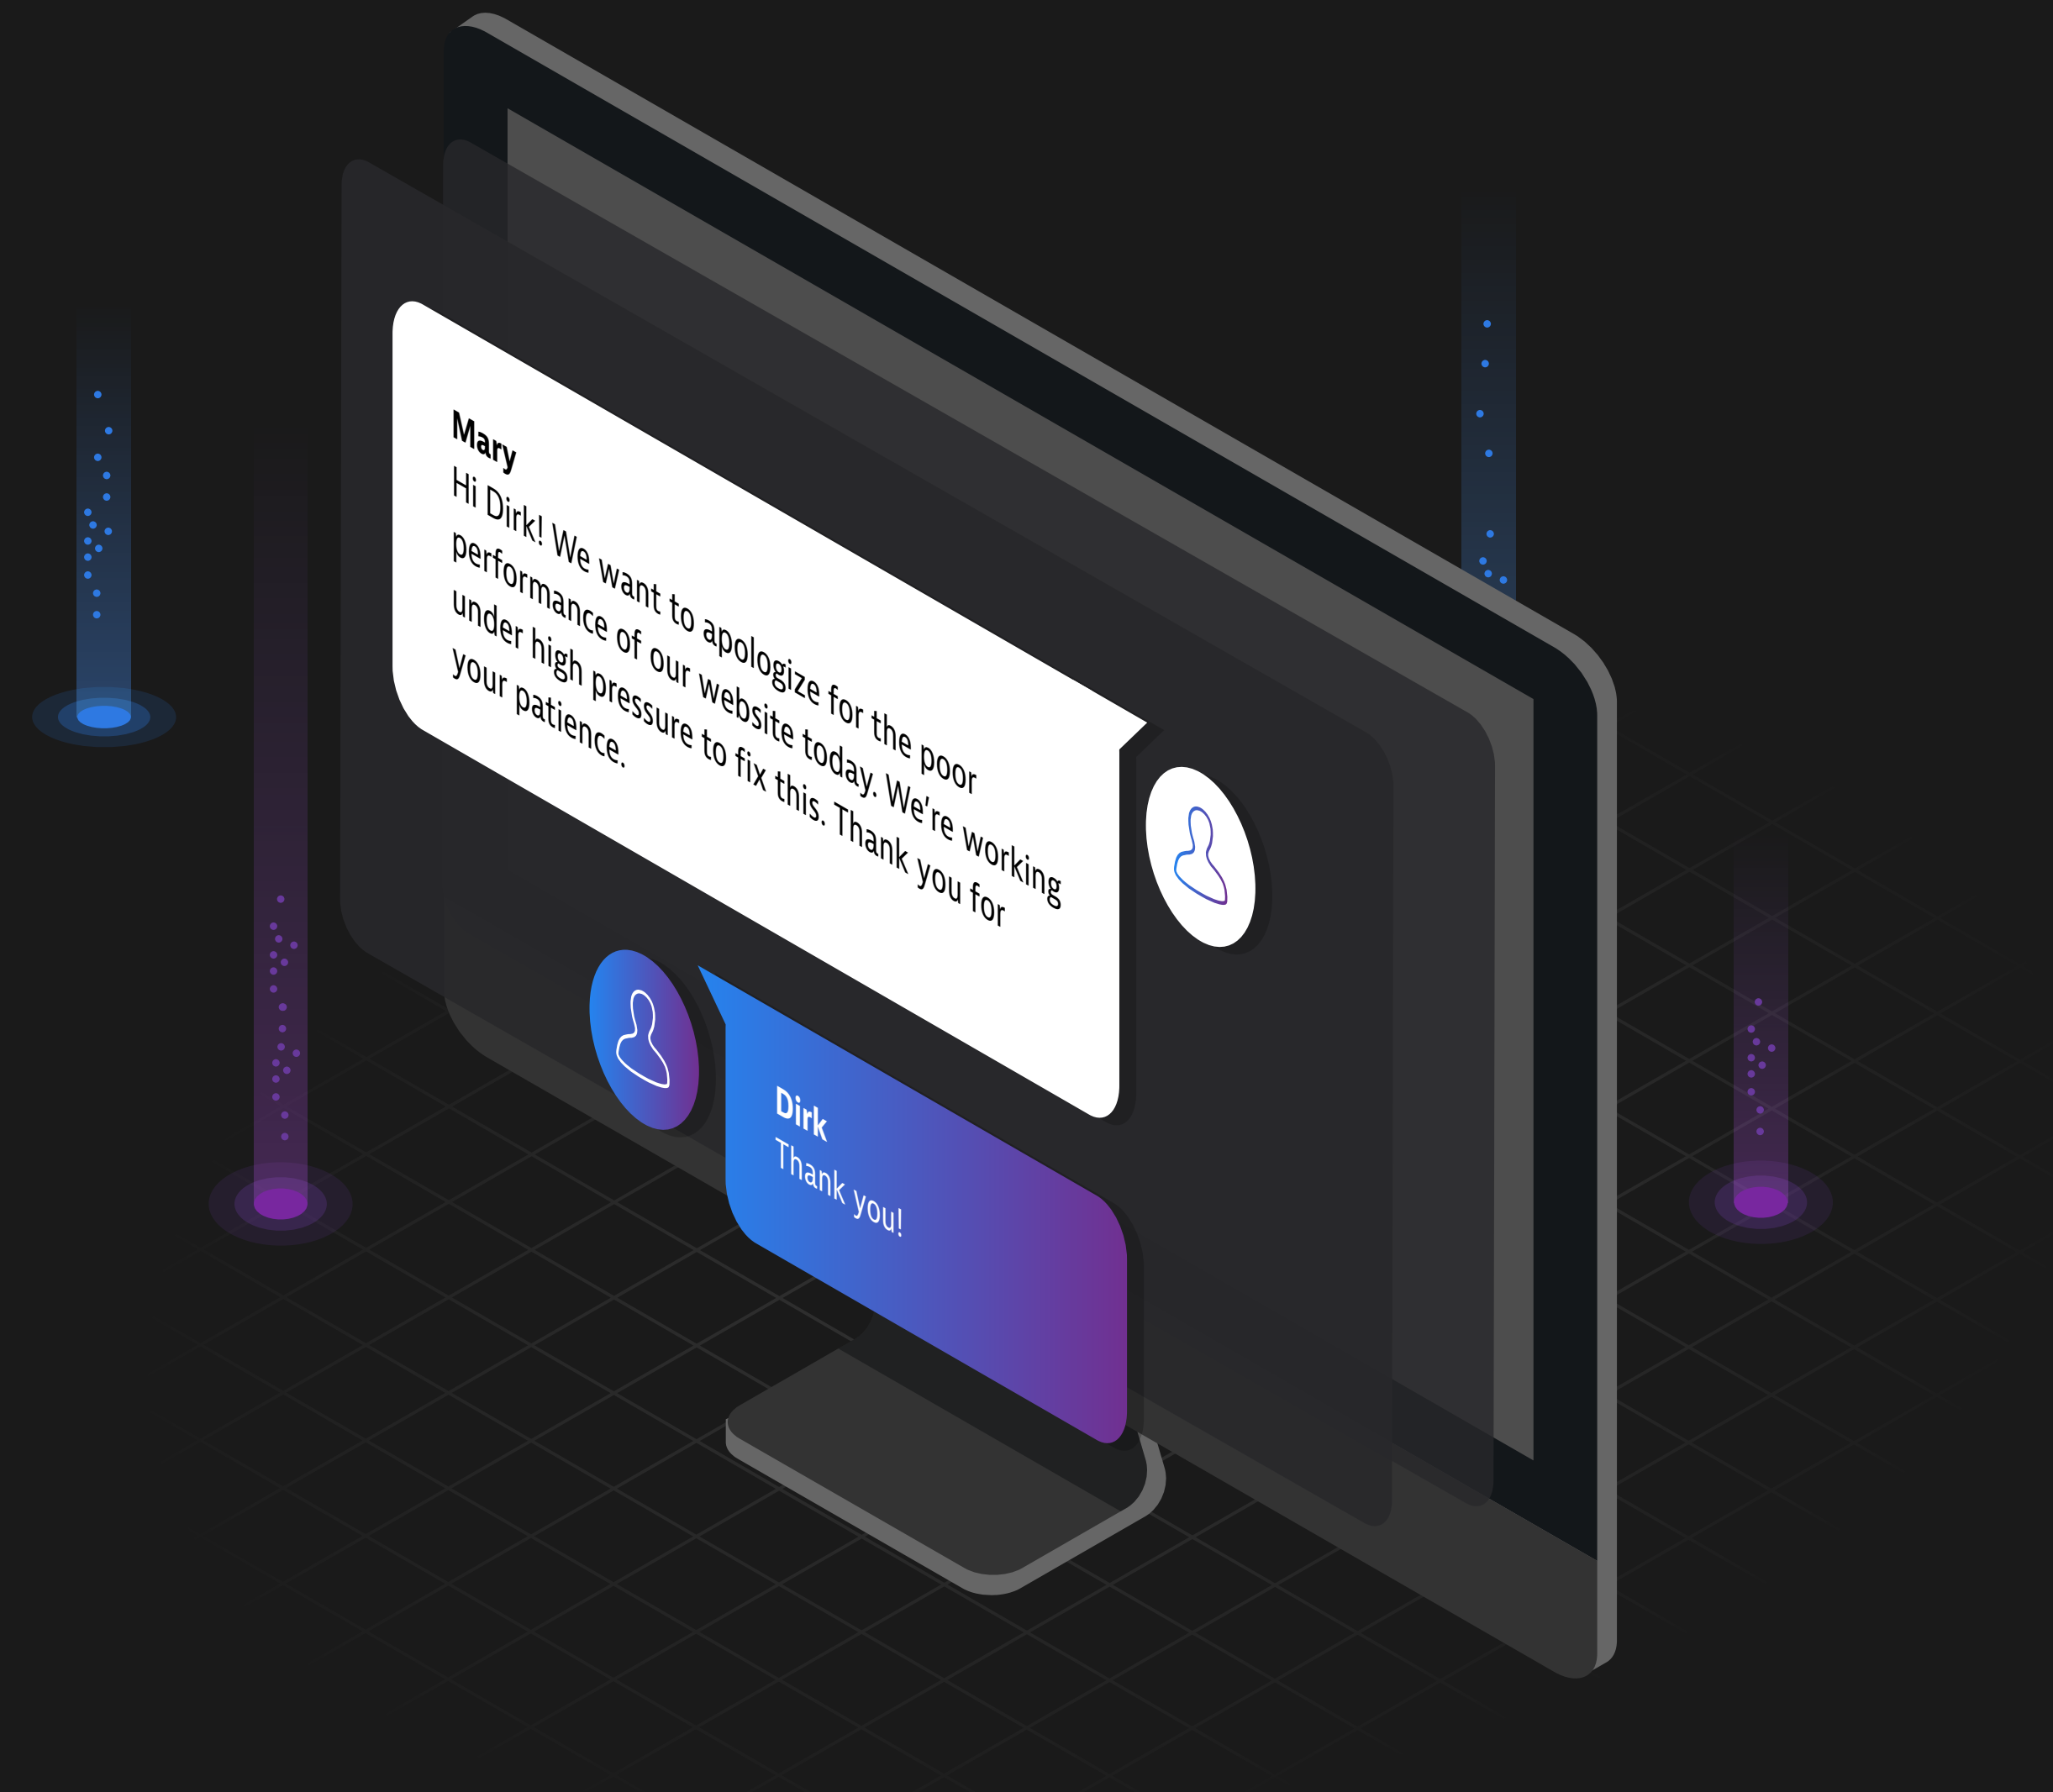 Mary
Hi Dirk! We want to apologize for the poor
performance of our website today. We're working
under high pressure to fix this. Thank you for
your patience.
Dirk
Thank you!